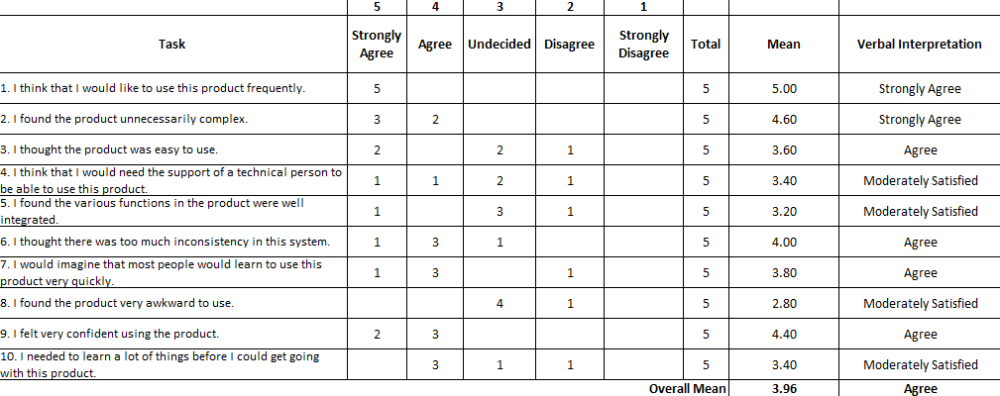 5 4 3 2 1
Task Strongly Agree Agree Undecided Disagree Strongly Disagree Total Mean Verbal Interpretation
1. I think that I would like to use this product frequently. 5 5 5.00 Strongly Agree
2. I found the product unnecessarily complex. 3 2 5 4.60 Strongly Agree
3. I thought the product was easy to use. 2 2 1 5 3.60 Agree
4. I think that I would need the support of a technical person to
be able to use this product. 1 1 2 1 5 3.40 Moderately Satisfied
5. I found the various functions in the product were well
integrated. 1 3 1 5 3.20 Moderately Satisfied
6. I thought there was too much inconsistency in this system. 1 3 1 5 4.00 Agree
7. I would imagine that most people would learn to use this
product very quickly. 1 3 1 5 3.80 Agree
8. I found the product very awkward to use. 4 1 5 2.80 Moderately Satisfied
9. I felt very confident using the product. 2 3 5 4.40 Agree
10. I needed to learn a lot of things before I could get going
with this product. 3 1 1 5 3.40 Moderately Satisfied
Overall Mean 3.96 Agree